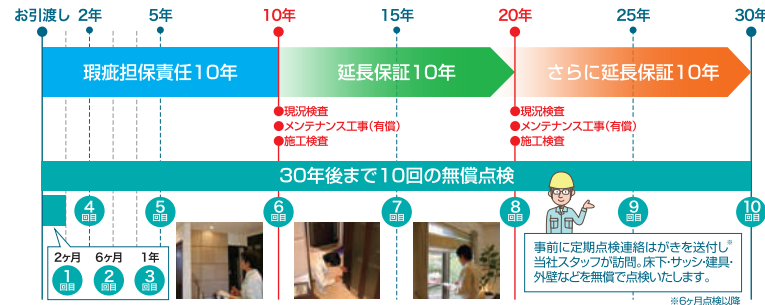 お引渡し 2年 5年 10年 15年 20年 25年 30年
瑕疵担保責任10年 延長保証10年 さらに延長保証10年
●現況検査
●メンテナンス工事(有償)
●施工検査
●現況検査
●メンテナンス工事(有償)
●施工検査
30年後まで10回の無償点検
4回目 5回目 6回目 7回目 8回目 9回目 10回目
2ヶ月 6ヶ月 1年
1回目 2回目 3回目
事前に定期点検連絡はがきを送付し※
当社スタッフが訪問。床下・サッシ・建具・
外壁などを無償で点検いたします。
※6ヶ月点検以降